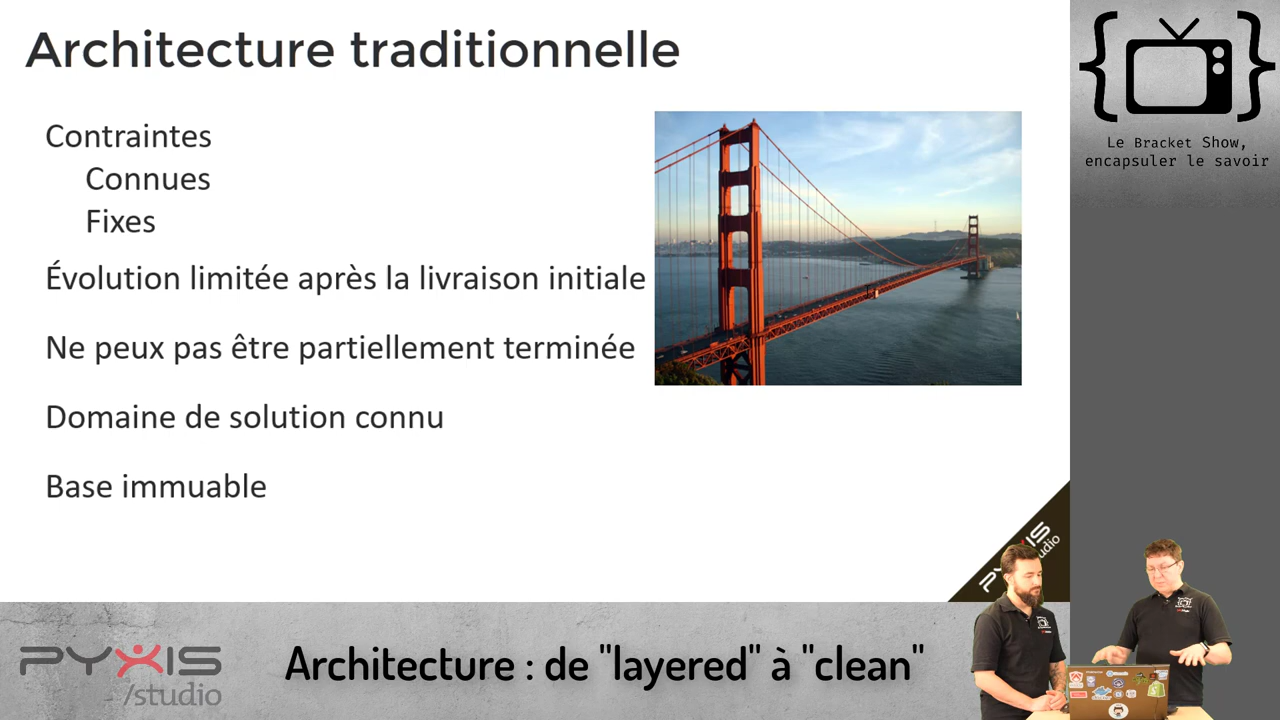 Architecture traditionnelle
Contraintes
Connues
Fixes
Évolution limitée après la livraison initiale
Ne peux pas être partiellement terminée
Domaine de solution connu
Base immuable
Le Bracket Show,
encapsuler le savoir
PYXIS
/studio
Architecture : de "layered" à "clean"